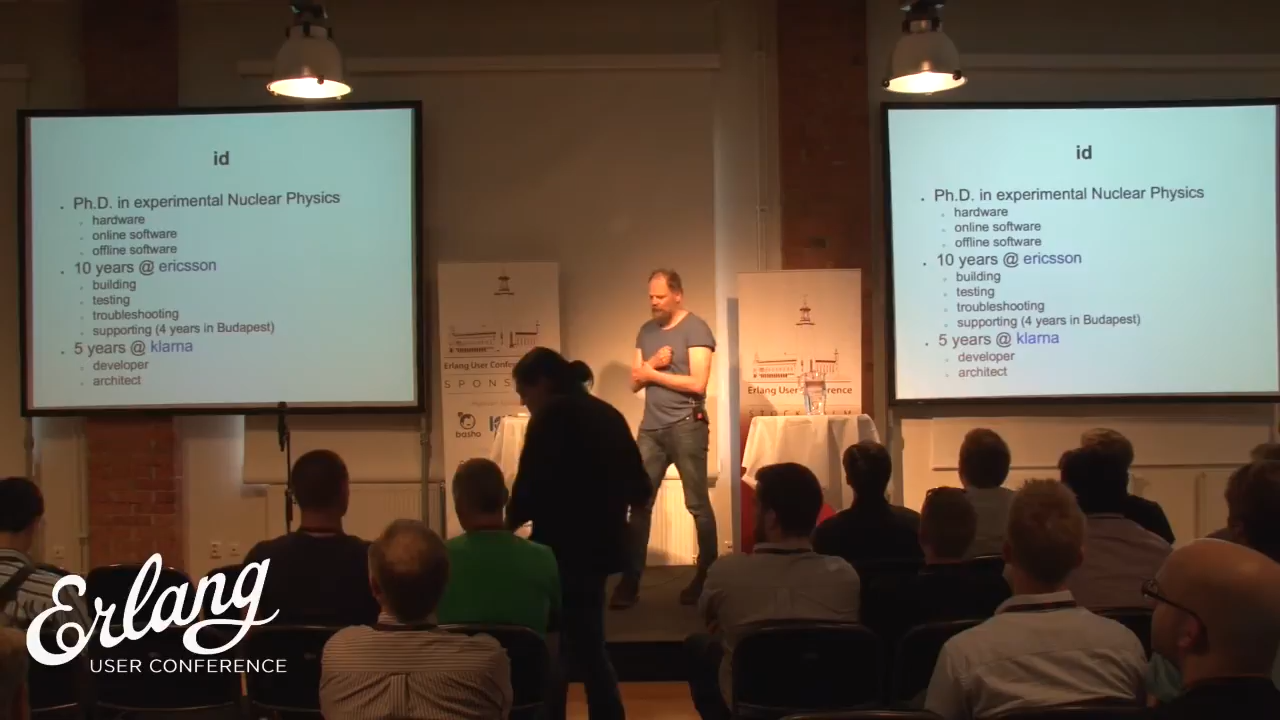 id
Ph.D. in experimental Nuclear Physics
hardware
online software
offline software
10 years @ ericsson
building
testing
troubleshooting
supporting (4 years in Budapest)
5 years @ klarna
developer
architect
id
Ph.D. in experimental Nuclear Physics
hardware
online software
offline software
10 years @ ericsson
building
testing
troubleshooting
supporting (4 years in Budapest)
5 years @ klarna
developer
architect
Erlang User
SPONS
basho
Erlang User
Erlang
USER CONFERENCE